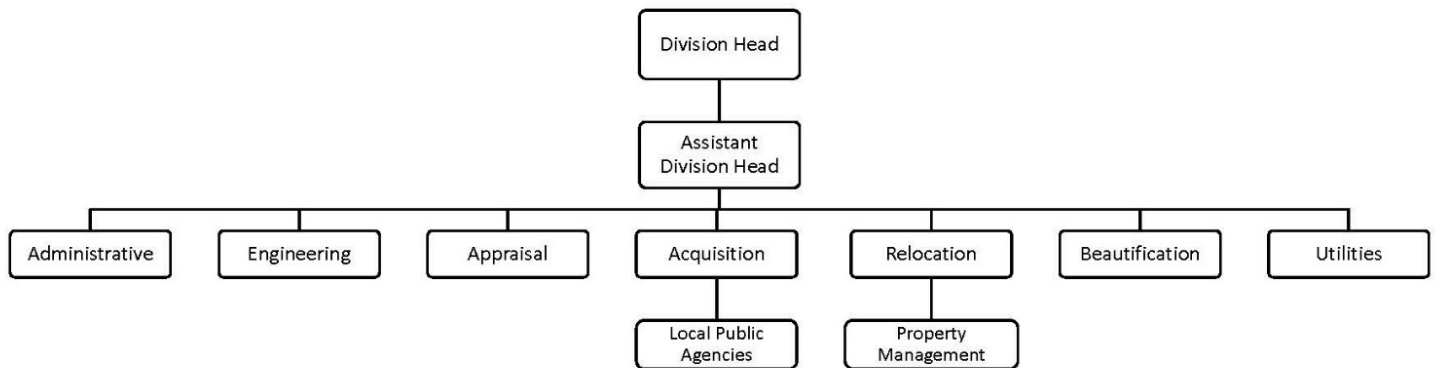 Division Head
Assistant
Division Head
Administrative
Engineering
Appraisal
Acquisition
Relocation
Beautification
Utilities
Local Public
Agencies
Property
Management